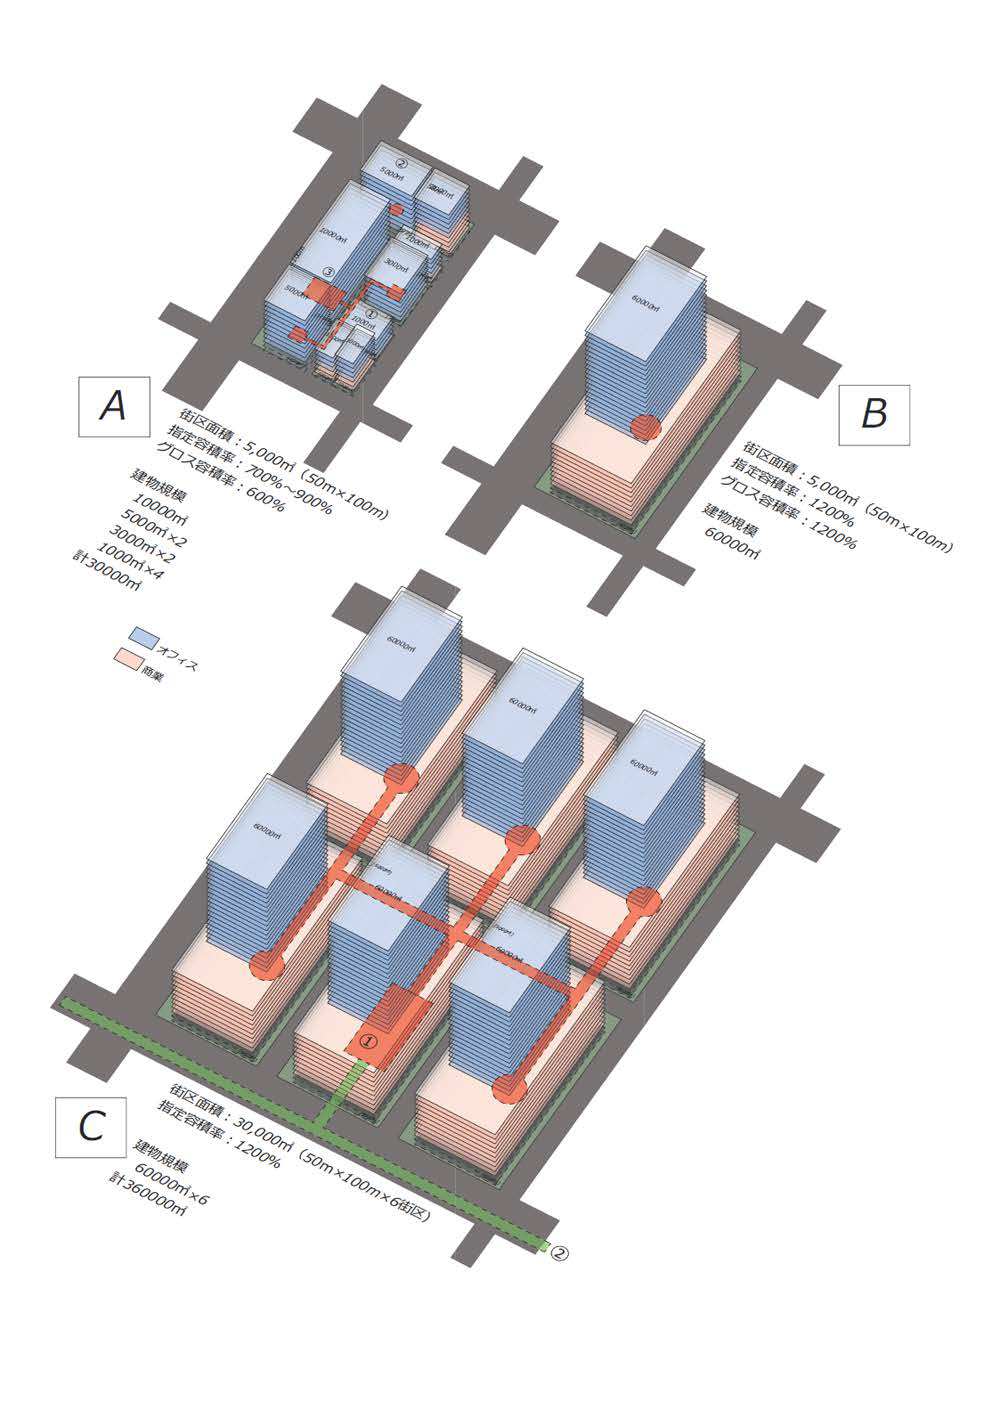 ②
5000㎡
10000㎡
1000㎡
3000㎡
③
5000㎡
①
1000㎡
A
街区面積：5,000㎡（50m×100m）
指定容積率：700%～900%
グロス容積率：600%
建物規模
10000㎡
5000㎡×2
3000㎡×2
1000㎡×4
計30000㎡
60000㎡
B
街区面積：5,000㎡（50m×100m）
指定容積率：1200%
グロス容積率：1200%
建物規模
60000㎡
オフィス
商業
60000㎡
60000㎡
60000㎡
60000㎡
60000㎡
60000㎡
①
C
街区面積：30,000㎡（50m×100m×6街区）
指定容積率：1200%
建物規模
60000㎡×6
計360000㎡
②